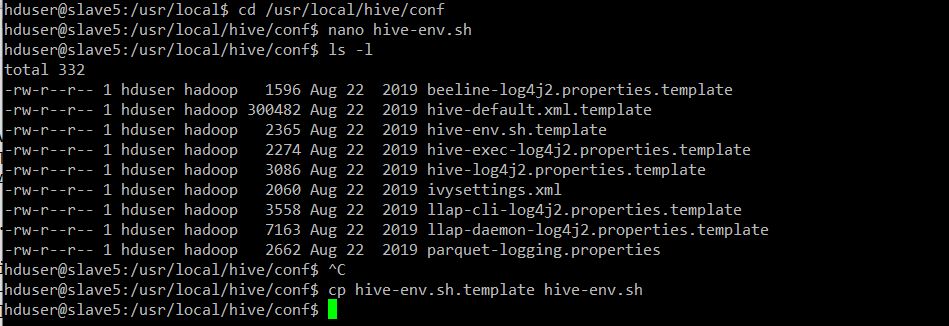 hduser@slave5:/usr/local$ cd /usr/local/hive/conf
hduser@slave5:/usr/local/hive/conf$ nano hive-env.sh
hduser@slave5:/usr/local/hive/conf$ ls -l
total 332
-rw-r--r-- 1 hduser hadoop   1596 Aug 22  2019 beeline-log4j2.properties.template
-rw-r--r-- 1 hduser hadoop 300482 Aug 22  2019 hive-default.xml.template
-rw-r--r-- 1 hduser hadoop   2365 Aug 22  2019 hive-env.sh.template
-rw-r--r-- 1 hduser hadoop   2274 Aug 22  2019 hive-exec-log4j2.properties.template
-rw-r--r-- 1 hduser hadoop   3086 Aug 22  2019 hive-log4j2.properties.template
-rw-r--r-- 1 hduser hadoop   2060 Aug 22  2019 ivysettings.xml
-rw-r--r-- 1 hduser hadoop   3558 Aug 22  2019 llap-cli-log4j2.properties.template
-rw-r--r-- 1 hduser hadoop   7163 Aug 22  2019 llap-daemon-log4j2.properties.template
-rw-r--r-- 1 hduser hadoop   2662 Aug 22  2019 parquet-logging.properties
hduser@slave5:/usr/local/hive/conf$ ^C
hduser@slave5:/usr/local/hive/conf$ cp hive-env.sh.template hive-env.sh
hduser@slave5:/usr/local/hive/conf$